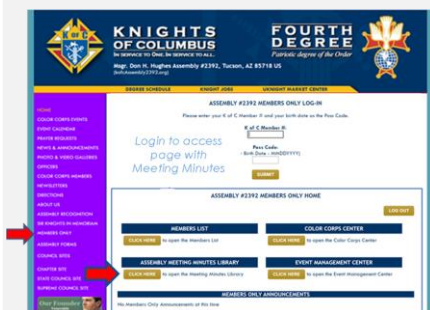 KNIGHTS
OF COLUMBUS
IN SERVICE TO ONE. IN SERVICE TO ALL.
FOURTH
DEGREE
Patriotic degree of the Order
Msgr. Don H. Hughes Assembly #2392, Tucson, AZ 85718 US
(kofcAssembly2392.org)
DEGREE SCHEDULE
KNIGHT JOBS
UKNIGHT MARKET CENTER
HOME
COLOR CORPS EVENTS
EVENT CALENDAR
PRAYER REQUESTS
NEWS & ANNOUNCEMENTS
PHOTO & VIDEO GALLERIES
OFFICERS
COLOR CORPS MEMBERS
NEWSLETTERS
DIRECTIONS
ABOUT US
ASSEMBLY RECOGNITION
SIR KNIGHTS IN MEMORIAM
MEMBERS ONLY
ASSEMBLY FORMS
COUNCIL SITES
CHAPTER SITE
STATE COUNCIL SITE
SUPREME COUNCIL SITE
Our Founder
ASSEMBLY #2392 MEMBERS ONLY LOG-IN
Please enter your K of C Member # and your birth date as the Pass Code.
K of C Member #:
Login to access
page with
Meeting Minutes
Pass Code:
- Birth Date - MMDDYYYY)
SUBMIT
ASSEMBLY #2392 MEMBERS ONLY HOME
LOG OUT
MEMBERS LIST
CLICK HERE to open the Members List
COLOR CORPS CENTER
CLICK HERE to open the Color Corps Center
ASSEMBLY MEETING MINUTES LIBRARY
CLICK HERE to open the Meeting Minutes Library
EVENT MANAGEMENT CENTER
CLICK HERE to open the Event Management Center
MEMBERS ONLY ANNOUNCEMENTS
No Members Only Announcements at this time